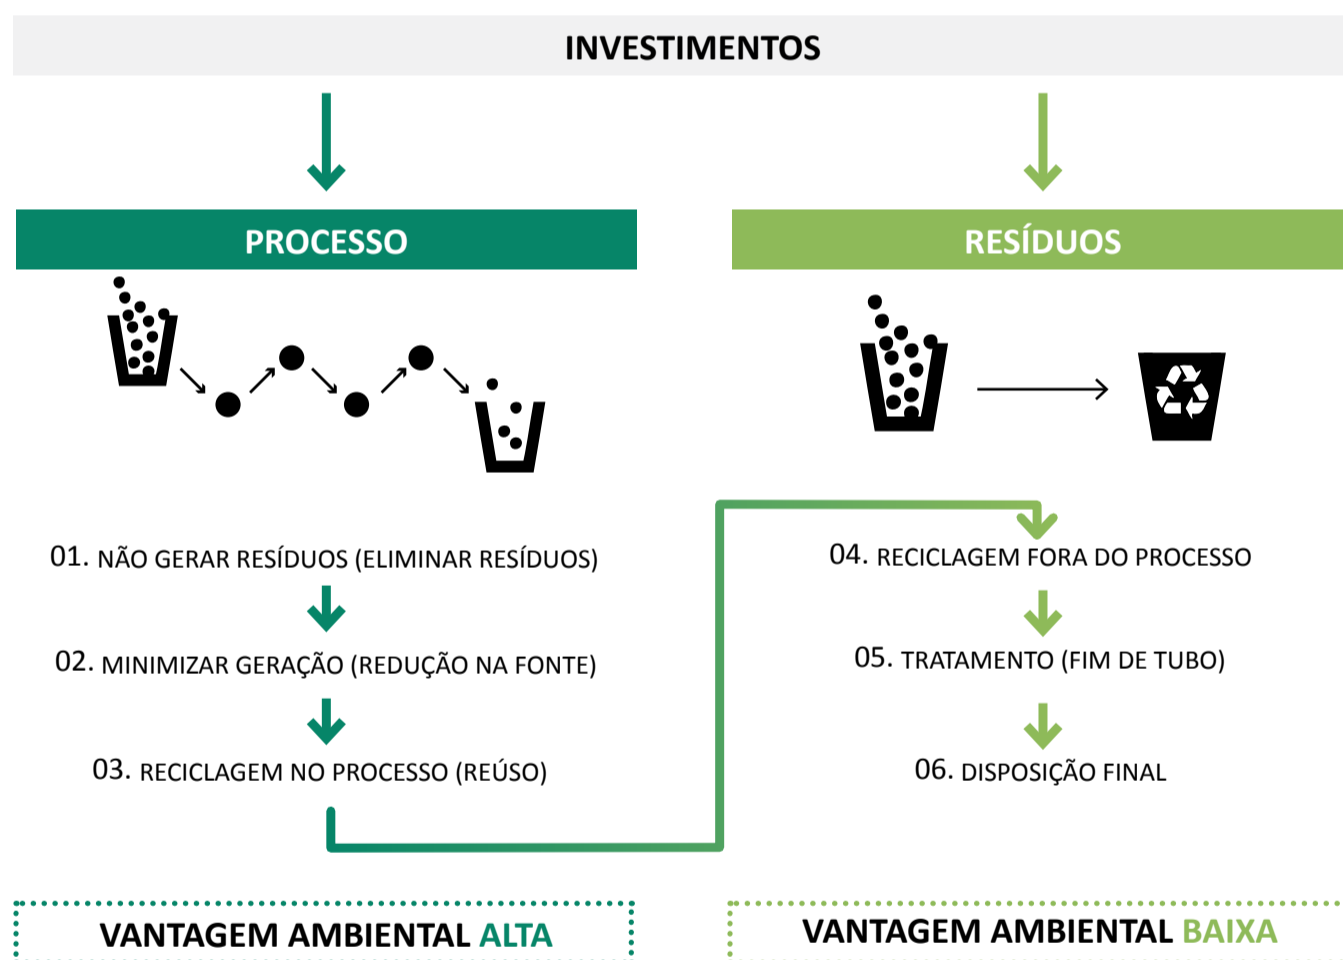 INVESTIMENTOS
PROCESSO
01. NÃO GERAR RESÍDUOS (ELIMINAR RESÍDUOS)
02. MINIMIZAR GERAÇÃO (REDUÇÃO NA FONTE)
03. RECICLAGEM NO PROCESSO (REÚSO)
VANTAGEM AMBIENTAL ALTA
RESÍDUOS
04. RECICLAGEM FORA DO PROCESSO
05. TRATAMENTO (FIM DE TUBO)
06. DISPOSIÇÃO FINAL
VANTAGEM AMBIENTAL BAIXA